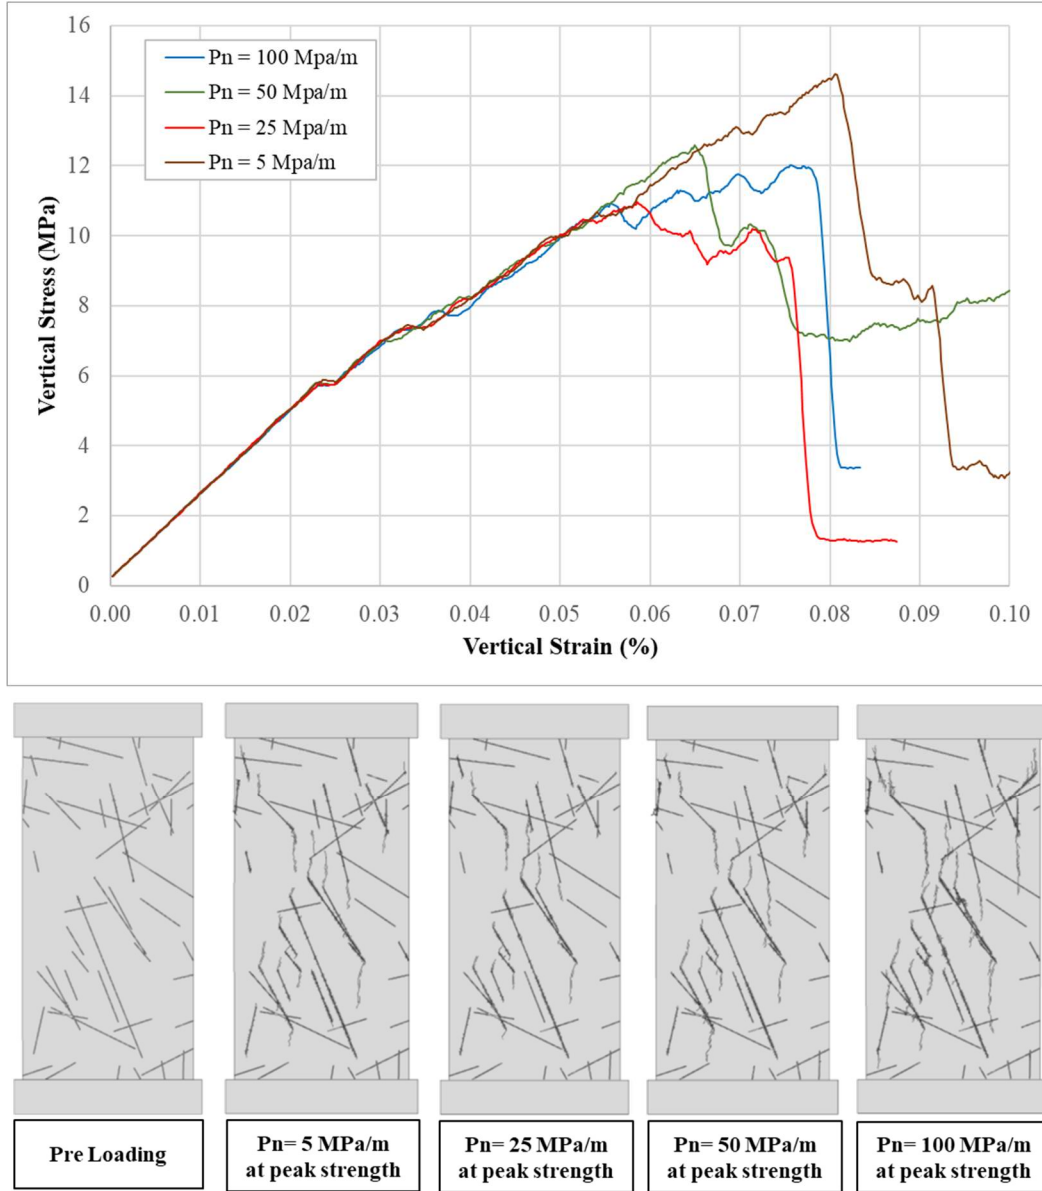 16
14
12
10
8
6
4
2
0
Vertical Stress (MPa)
Pn = 100 Mpa/m
Pn = 50 Mpa/m
Pn = 25 Mpa/m
Pn = 5 Mpa/m
0.00 0.01 0.02 0.03 0.04 0.05 0.06 0.07 0.08 0.09 0.10
Vertical Strain (%)
Pre Loading
Pn= 5 MPa/m
at peak strength
Pn= 25 MPa/m
at peak strength
Pn= 50 MPa/m
at peak strength
Pn= 100 MPa/m
at peak strength